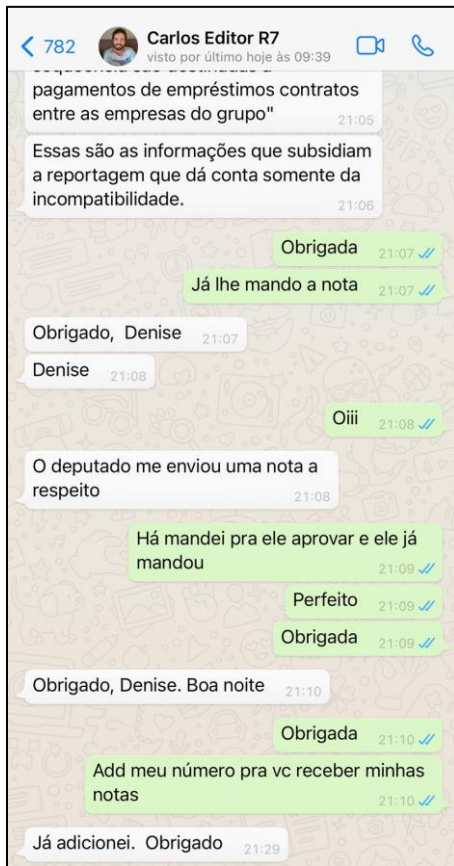 782
Carlos Editor R7
visto por último hoje às 09:39
pagamentos de empréstimos contratos
entre as empresas do grupo"
21:05
Essas são as informações que subsidiam
a reportagem que dá conta somente da
incompatibilidade.
21:06
Obrigada 21:07
Já lhe mando a nota 21:07
Obrigado, Denise 21:07
Denise 21:08
Oiii 21:08
O deputado me enviou uma nota a
respeito
21:08
Há mandei pra ele aprovar e ele já
mandou
21:09
Perfeito 21:09
Obrigada 21:09
Obrigado, Denise. Boa noite 21:10
Obrigada 21:10
Add meu número pra vc receber minhas
notas
21:10
Já adicionei. Obrigado 21:29